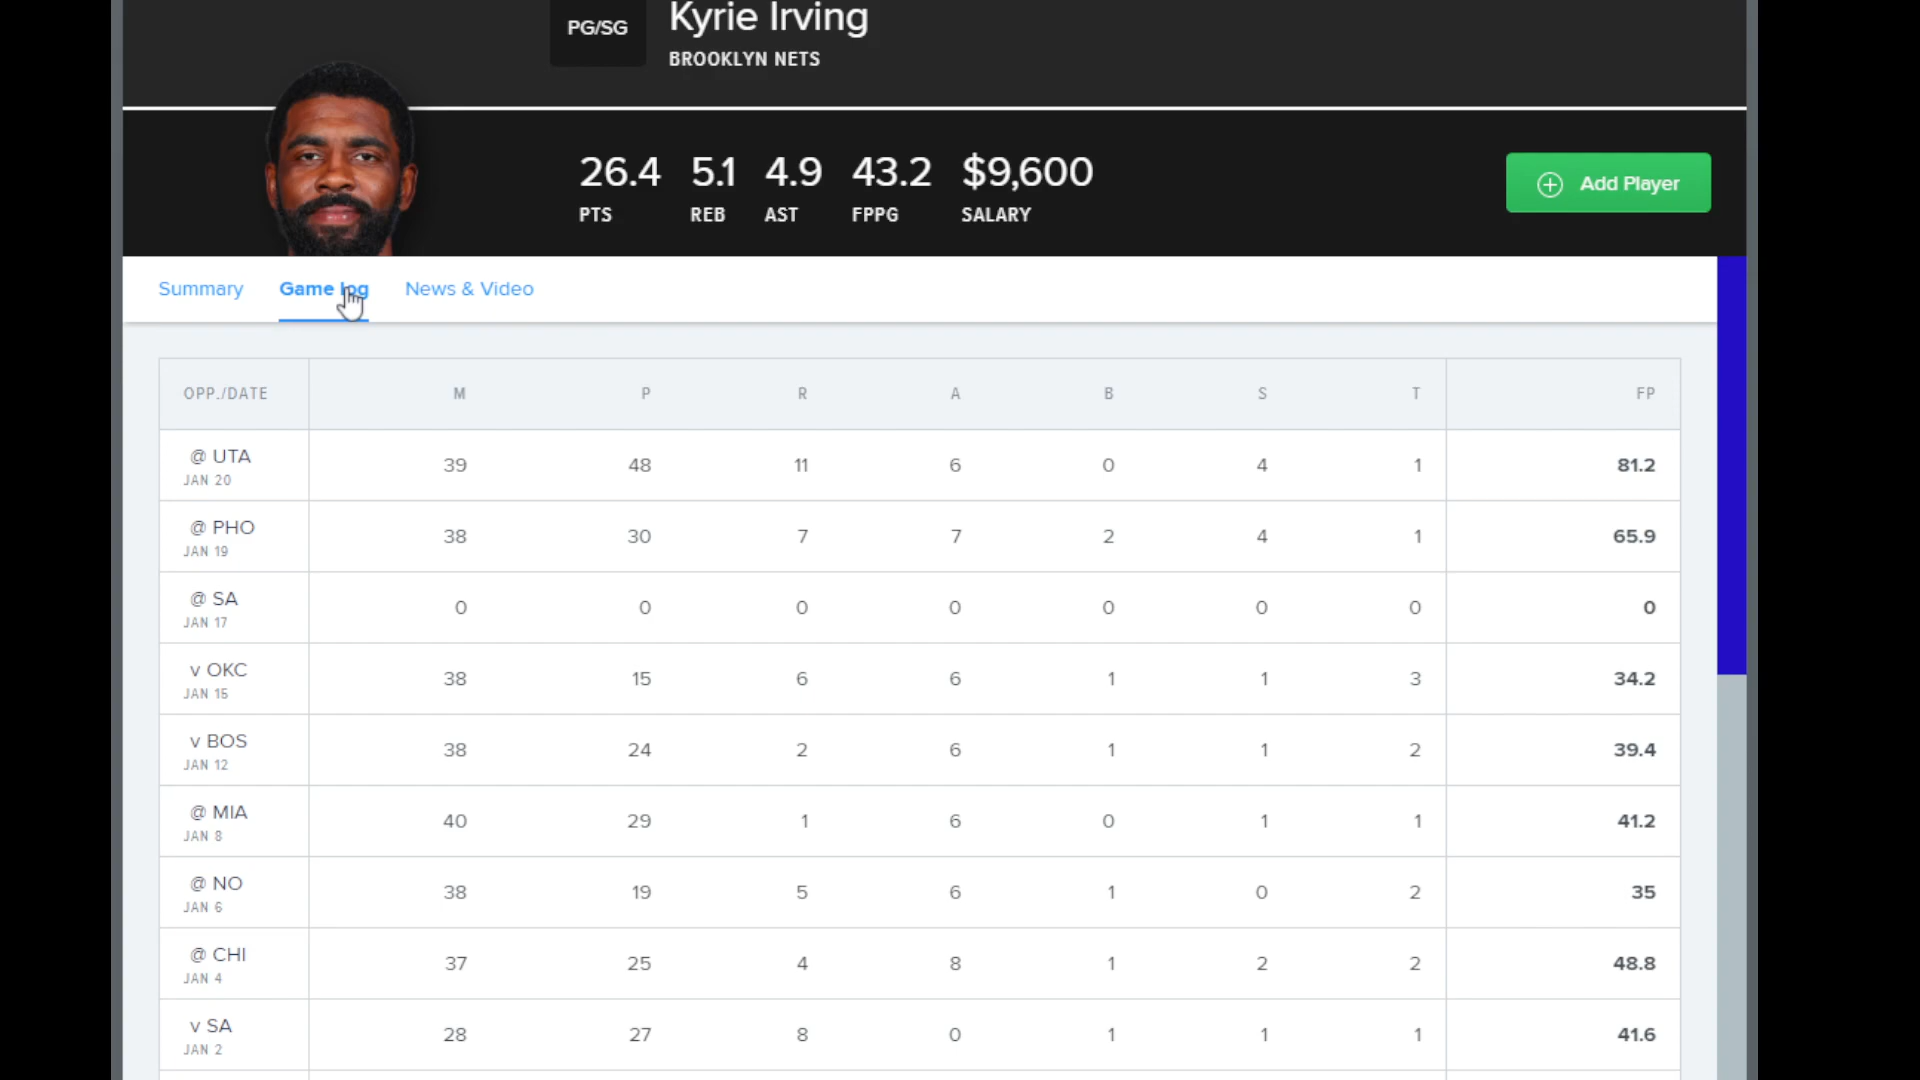 PG/SG
Kyrie Irving
BROOKLYN NETS
26.4 5.1 4.9 43.2 $9,600
PTS REB AST FPPG SALARY
Add Player
Summary Game log News & Video
OPP./DATE M P R A B S T FP
@ UTA
JAN 20
39 48 11 6 0 4 1 81.2
@ PHO
JAN 19
38 30 7 7 2 4 1 65.9
@ SA
JAN 17
0 0 0 0 0 0 0 0
v OKC
JAN 15
38 15 6 6 1 1 3 34.2
v BOS
JAN 12
38 24 2 6 1 1 2 39.4
@ MIA
JAN 8
40 29 1 6 0 1 1 41.2
@ NO
JAN 6
38 19 5 6 1 0 2 35
@ CHI
JAN 4
37 25 4 8 1 2 2 48.8
v SA
JAN 2
28 27 8 0 1 1 1 41.6